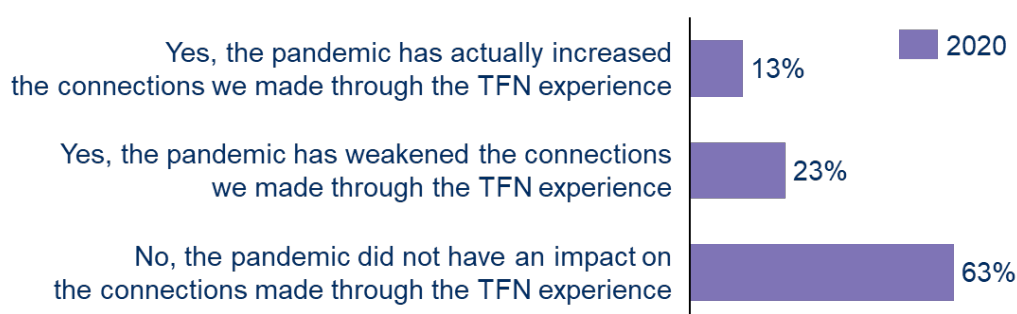 2020
Yes, the pandemic has actually increased
the connections we made through the TFN experience
13%
Yes, the pandemic has weakened the connections
we made through the TFN experience
23%
No, the pandemic did not have an impact on
the connections made through the TFN experience
63%